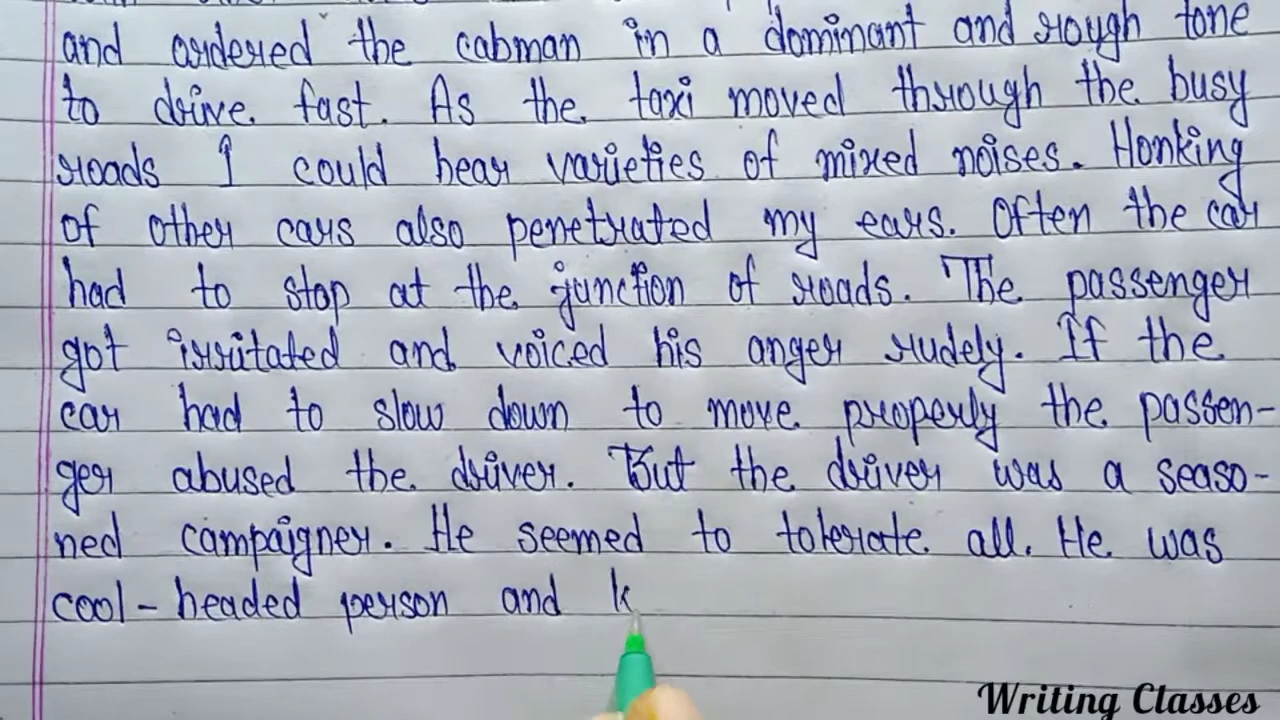 and ordered the cabman in a dominant and rough tone
to drive fast. As the taxi moved through the busy
roads I could hear varieties of mixed noises. Honking
of other cars also penetrated my ears. Often the car
had to stop at the junction of roads. The passenger
got irritated and voiced his anger rudely. If the
car had to slow down to move properly the passen-
ger abused the driver. But the driver was a seaso-
ned campaigner. He seemed to tolerate all. He was
cool-headed person and k
Writing Classes